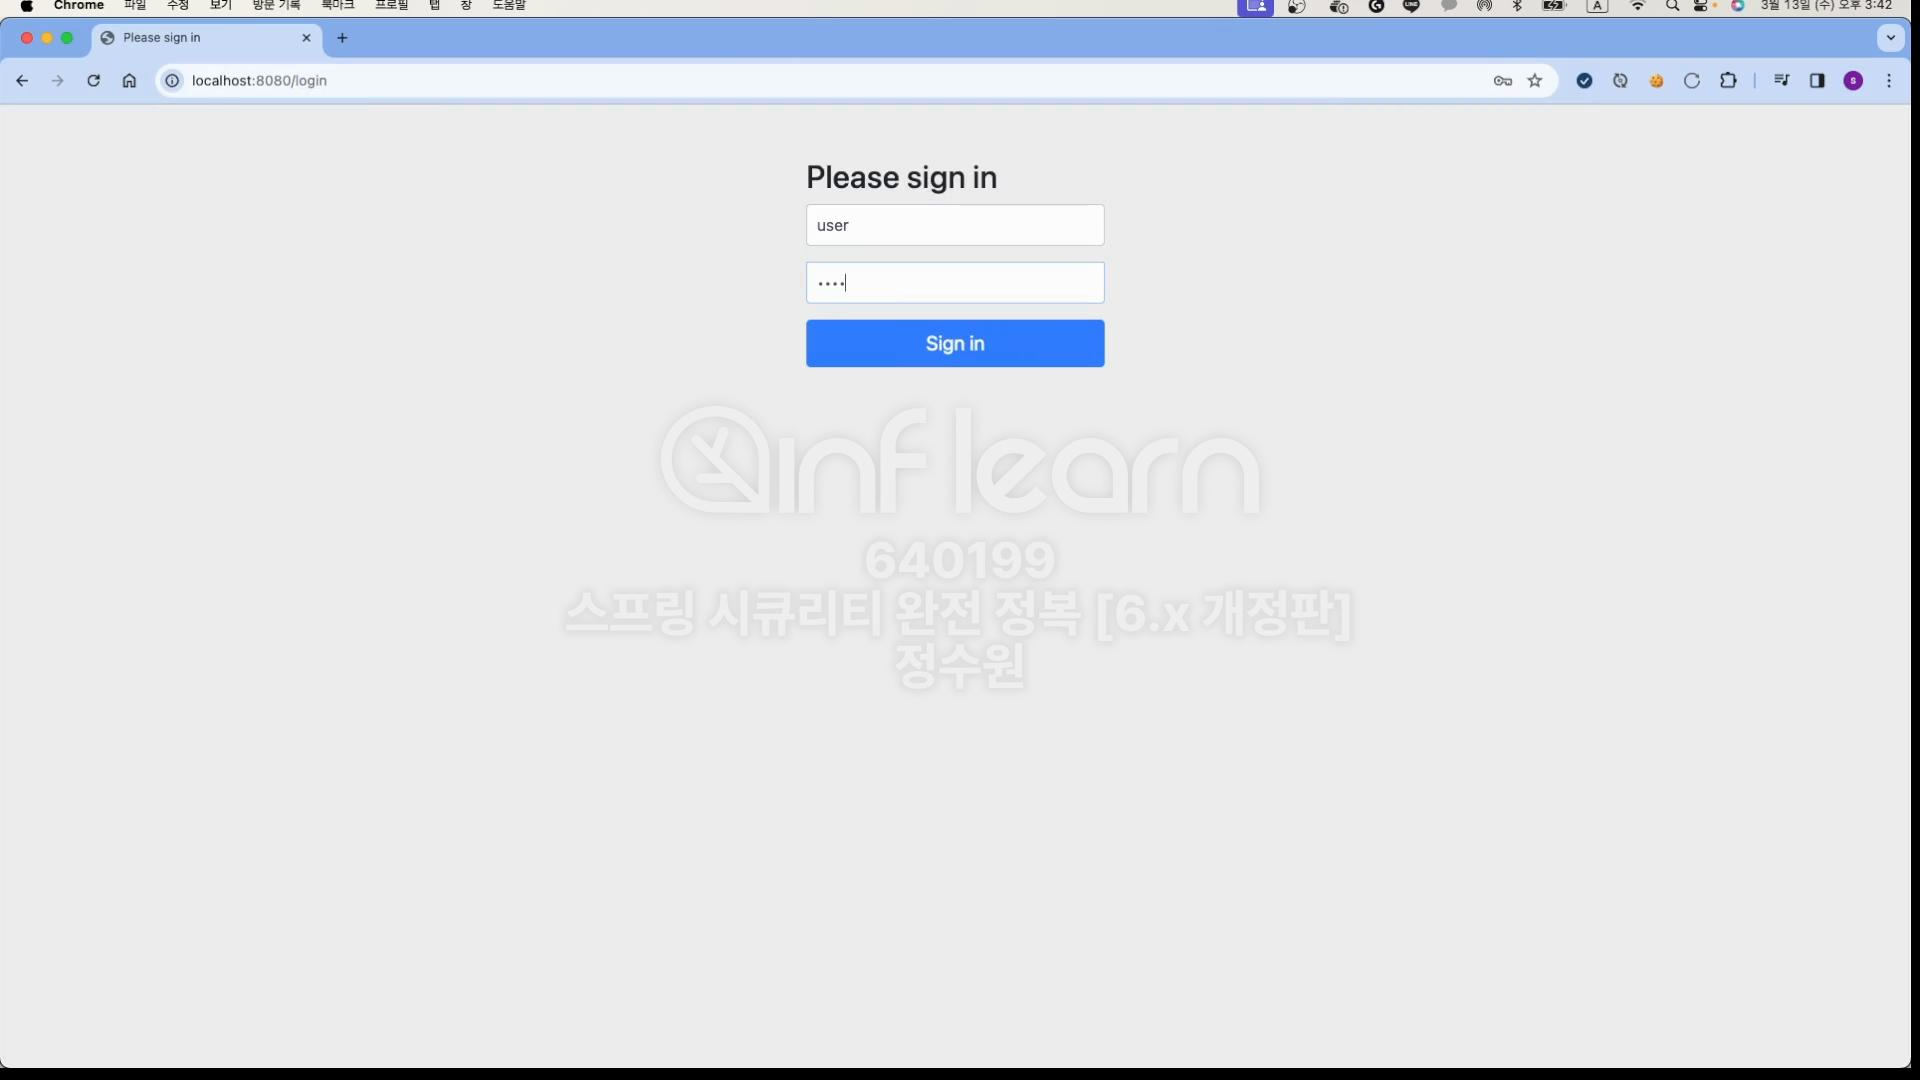 Chrome 파일 수정 보기 방문 기록 북마크 프로필 탭 창 도움말 A 3월 13일 (수) 오후 3:42
Please sign in
localhost:8080/login
Please sign in
user
Sign in
inflearn
640199
스프링 시큐리티 완전 정복 [6.x 개정판]
정수원